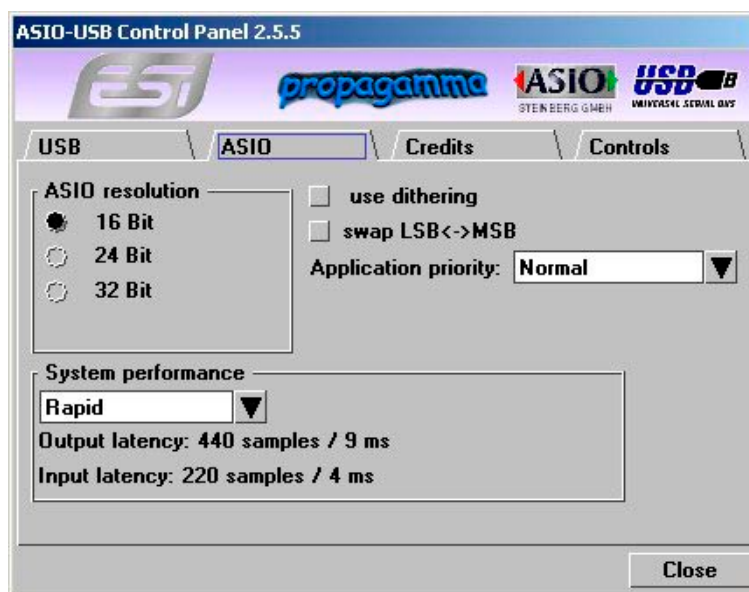 ASIO-USB Control Panel 2.5.5
ESI propagamma ASIO STEINBERG GMBH USB UNIVERSAL SERIAL BUS
USB ASIO Credits Controls
ASIO resolution
16 Bit
24 Bit
32 Bit
use dithering
swap LSB<->MSB
Application priority: Normal
System performance
Rapid
Output latency: 440 samples / 9 ms
Input latency: 220 samples / 4 ms
Close